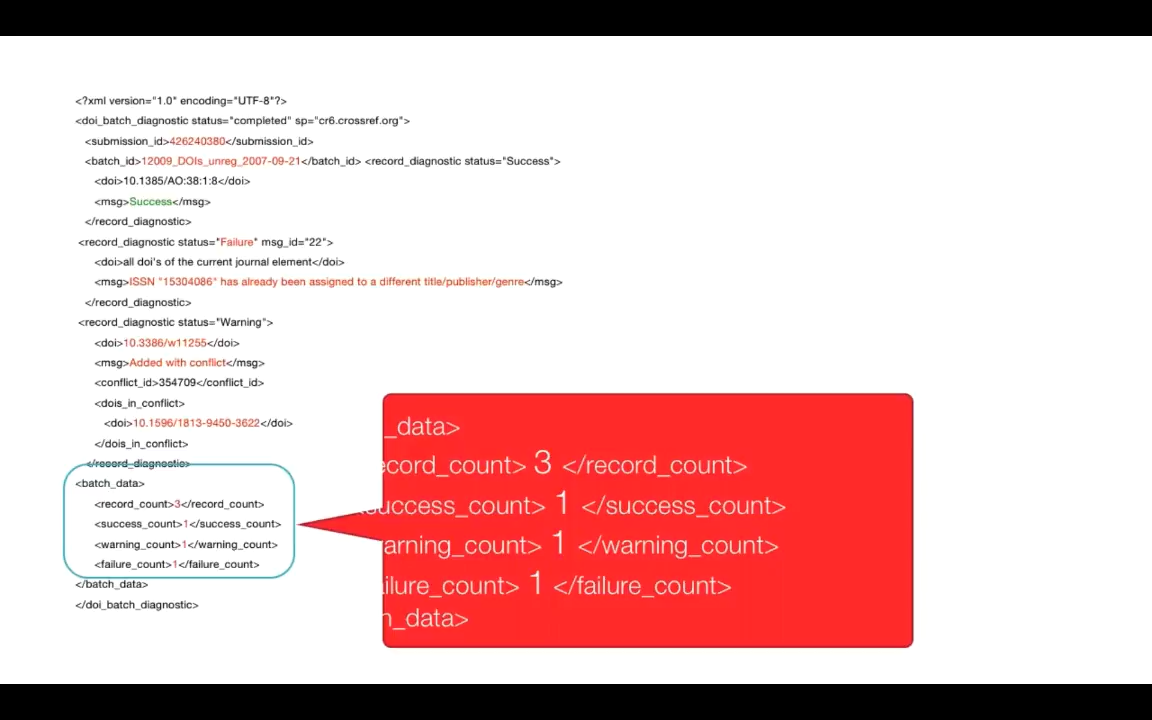 <?xml version="1.0" encoding="UTF-8"?>
<doi_batch_diagnostic status="completed" sp="cr6.crossref.org">
<submission_id>426240380</submission_id>
<batch_id>12009_DOIs_unreg_2007-09-21</batch_id> <record_diagnostic status="Success">
<doi>10.1385/AO:38:1:8</doi>
<msg>Success</msg>
</record_diagnostic>
<record_diagnostic status="Failure" msg_id="22">
<doi>all doi's of the current journal element</doi>
<msg>ISSN "15304086" has already been assigned to a different title/publisher/genre</msg>
</record_diagnostic>
<record_diagnostic status="Warning">
<doi>10.3386/w11255</doi>
<msg>Added with conflict</msg>
<conflict_id>354709</conflict_id>
<dois_in_conflict>
<doi>10.1596/1813-9450-3622</doi>
</dois_in_conflict>
</record_diagnostic>
<batch_data>
<record_count>3</record_count>
<success_count>1</success_count>
<warning_count>1</warning_count>
<failure_count>1</failure_count>
</batch_data>
</doi_batch_diagnostic>
_data>
ecord_count> 3 </record_count>
success_count> 1 </success_count>
arning_count> 1 </warning_count>
ilure_count> 1 </failure_count>
h_data>